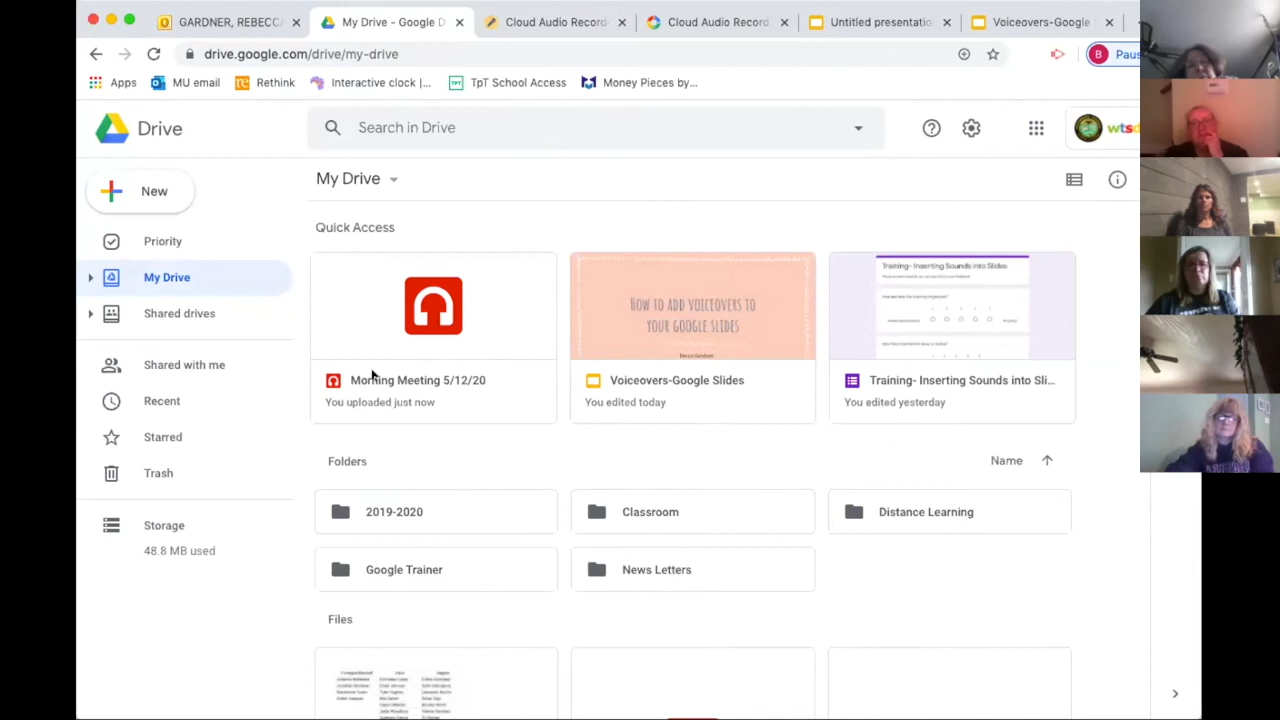 GARDNER, REBECC
My Drive - Google D
Cloud Audio Record
Cloud Audio Record
Untitled presentatio
Voiceovers-Google
drive.google.com/drive/my-drive
B Paus
Apps
MU email
Rethink
Interactive clock |...
TpT School Access
Money Pieces by...
Drive
Search in Drive
wtsd
New
My Drive
Priority
My Drive
Shared drives
Shared with me
Recent
Starred
Trash
Storage
48.8 MB used
Quick Access
HOW TO ADD VOICEOVERS TO
YOUR GOOGLE SLIDES
Training- Inserting Sounds into Slides
Morning Meeting 5/12/20
You uploaded just now
Voiceovers-Google Slides
You edited today
Training- Inserting Sounds into Sli...
You edited yesterday
Folders
Name
2019-2020
Classroom
Distance Learning
Google Trainer
News Letters
Files